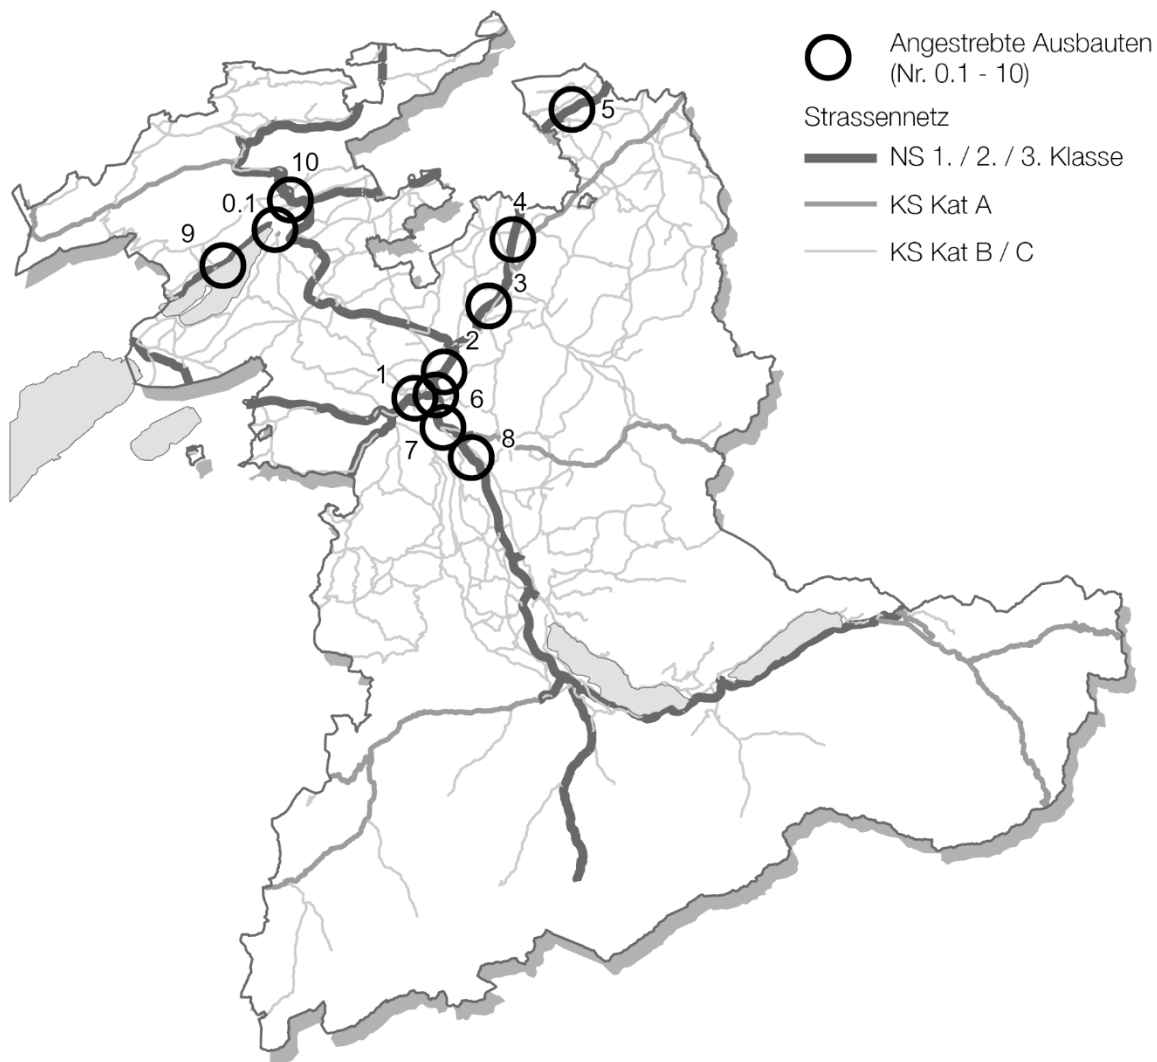 Angestrebte Ausbauten
(Nr. 0.1 - 10)
Strassennetz
NS 1. / 2. / 3. Klasse
KS Kat A
KS Kat B / C
5
10
0.1
4
9
3
2
1
6
7
8